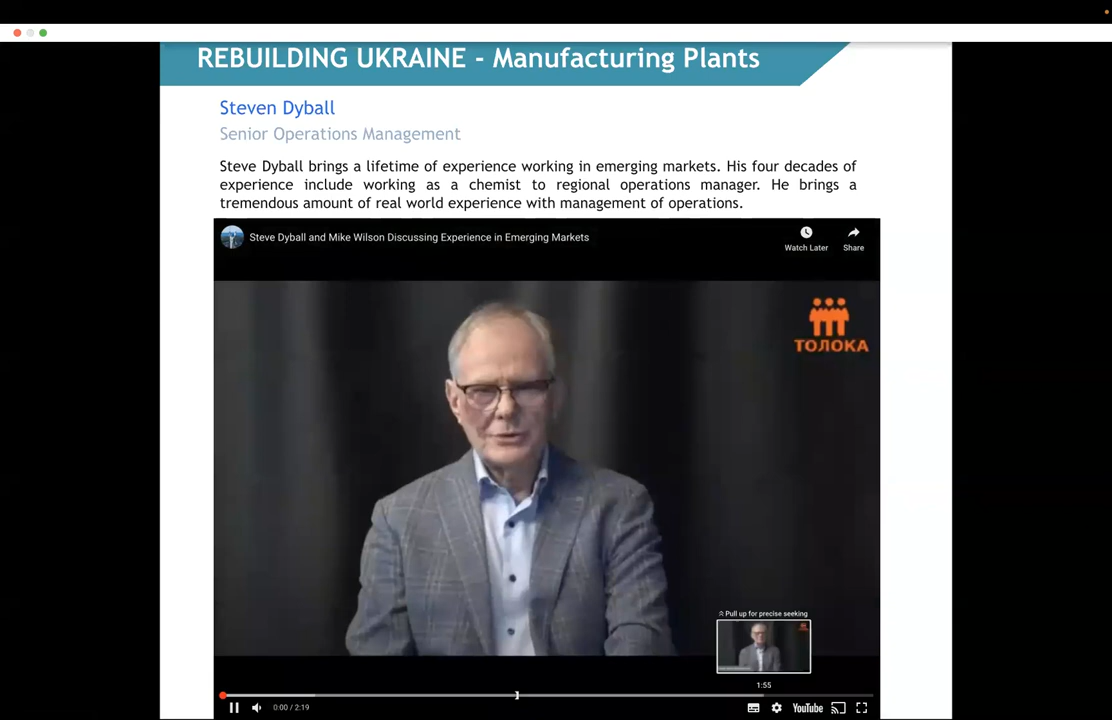 REBUILDING UKRAINE - Manufacturing Plants
Steven Dyball
Senior Operations Management
Steve Dyball brings a lifetime of experience working in emerging markets. His four decades of
experience include working as a chemist to regional operations manager. He brings a
tremendous amount of real world experience with management of operations.
Steve Dyball and Mike Wilson Discussing Experience in Emerging Markets
Watch Later
Share
ТОЛОКА
Pull up for precise seeking
1:55
0:00 / 2:19
YouTube